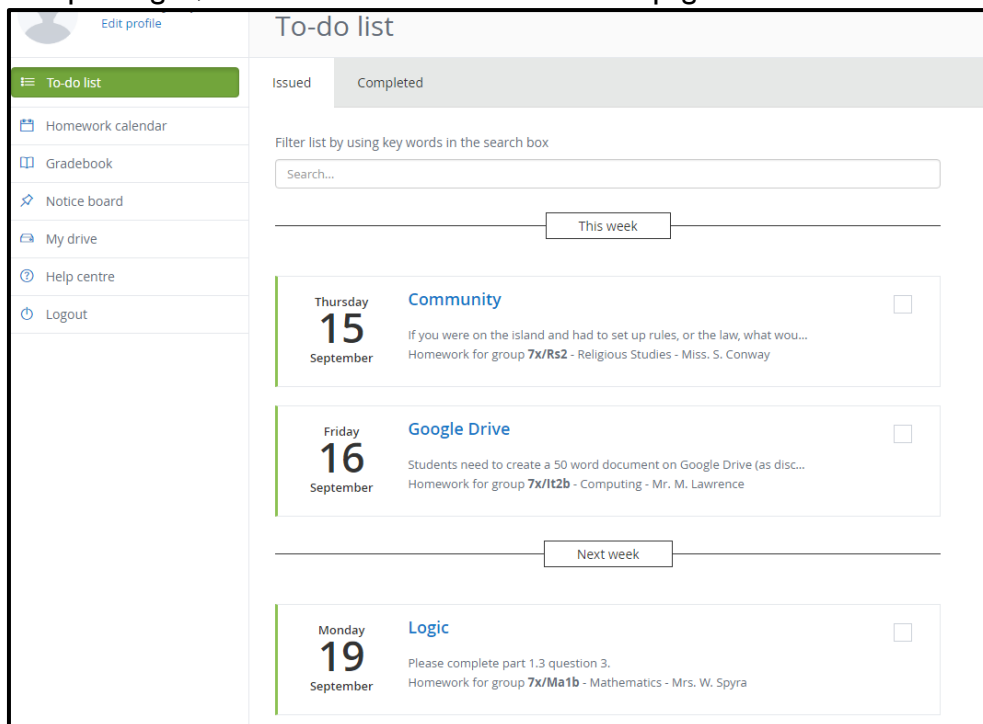 Edit profile
To-do list
To-do list
Homework calendar
Gradebook
Notice board
My drive
Help centre
Logout
Issued
Completed
Filter list by using key words in the search box
Search...
This week
Thursday
15
September
Community
If you were on the island and had to set up rules, or the law, what wou...
Homework for group 7x/Rs2 - Religious Studies - Miss. S. Conway
Friday
16
September
Google Drive
Students need to create a 50 word document on Google Drive (as disc...
Homework for group 7x/It2b - Computing - Mr. M. Lawrence
Next week
Monday
19
September
Logic
Please complete part 1.3 question 3.
Homework for group 7x/Ma1b - Mathematics - Mrs. W. Spyra